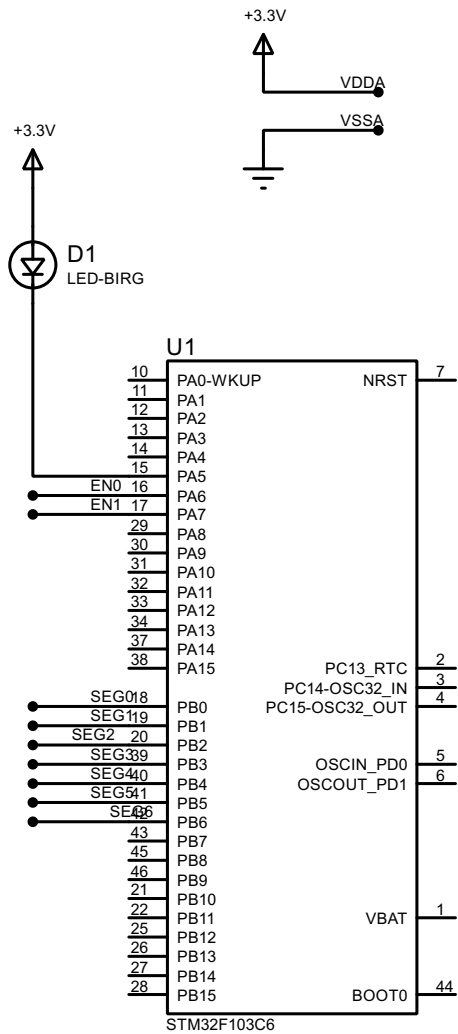 +3.3V
VDDA
VSSA
+3.3V
D1
LED-BIRG
U1
10 PA0-WKUP NRST 7
11 PA1
12 PA2
13 PA3
14 PA4
15 PA5
EN0 16 PA6
EN1 17 PA7
29 PA8
30 PA9
31 PA10
32 PA11
33 PA12
34 PA13
37 PA14
38 PA15 PC13_RTC 2
PC14-OSC32_IN 3
SEG0 18 PB0 PC15-OSC32_OUT 4
SEG1 19 PB1
SEG2 20 PB2
SEG3 39 PB3 OSCIN_PD0 5
SEG4 40 PB4 OSCOUT_PD1 6
SEG5 41 PB5
SEG6 42 PB6
43 PB7
45 PB8
46 PB9
21 PB10
22 PB11 VBAT 1
25 PB12
26 PB13
27 PB14
28 PB15 BOOT0 44
STM32F103C6